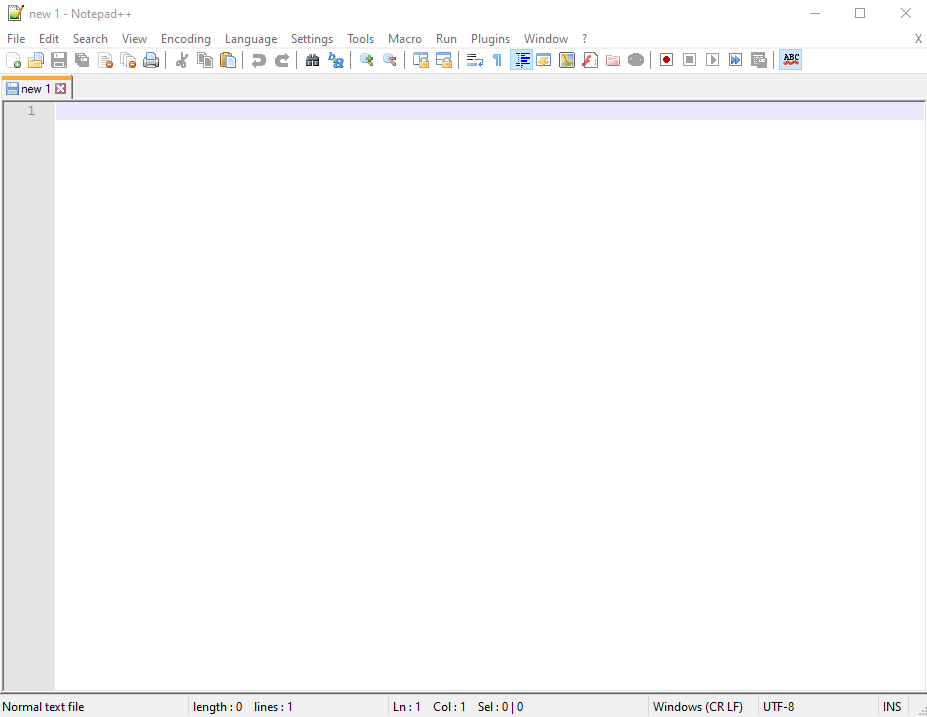 new 1 - Notepad++
File Edit Search View Encoding Language Settings Tools Macro Run Plugins Window ? X
ABC
new 1
1
Normal text file length : 0 lines : 1 Ln : 1 Col : 1 Sel : 0 | 0 Windows (CR LF) UTF-8 INS